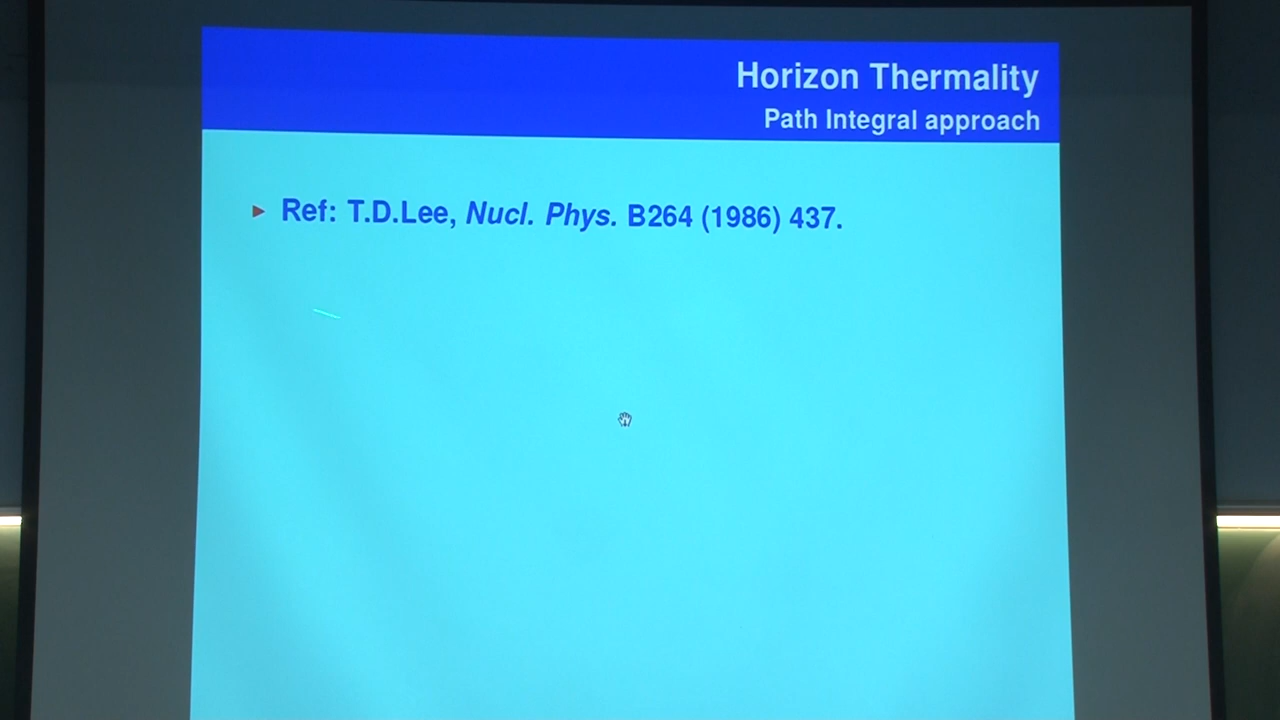 Horizon Thermality
Path Integral approach
Ref: T.D.Lee, Nucl. Phys. B264 (1986) 437.